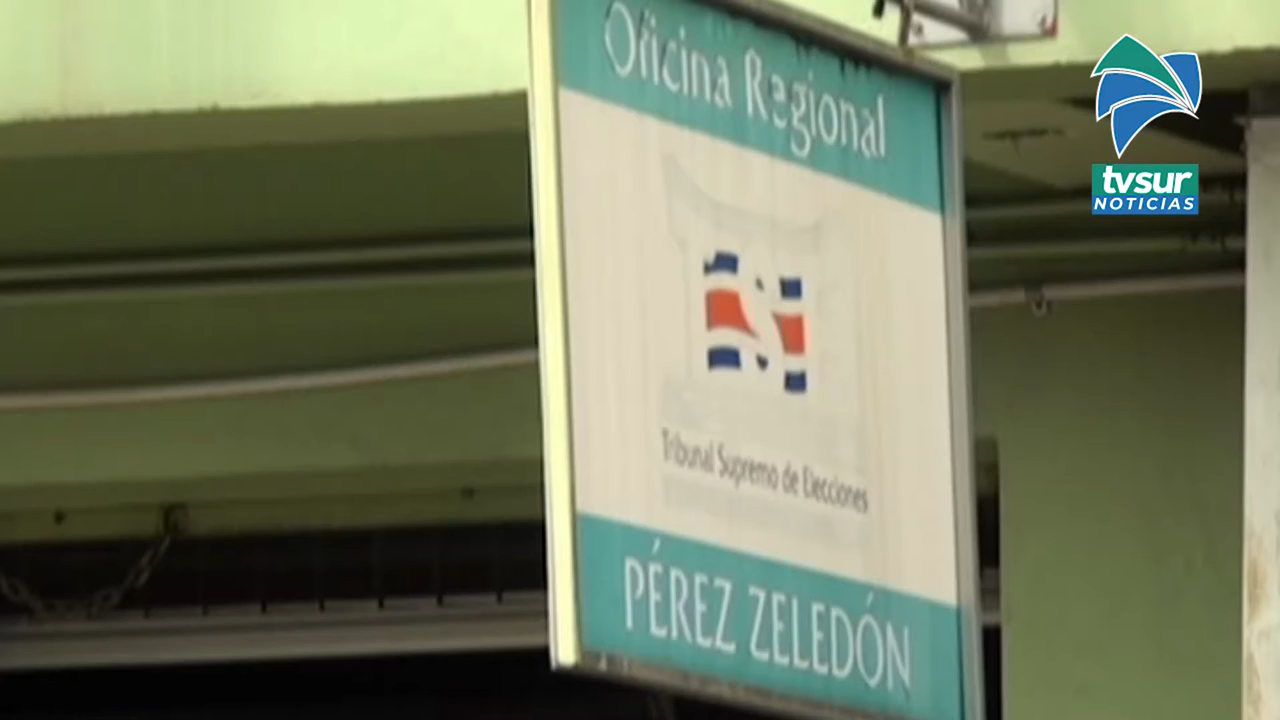 Oficina Regional
Tribunal Supremo de Elecciones
PÉREZ ZELEDÓN
tvsur
NOTICIAS